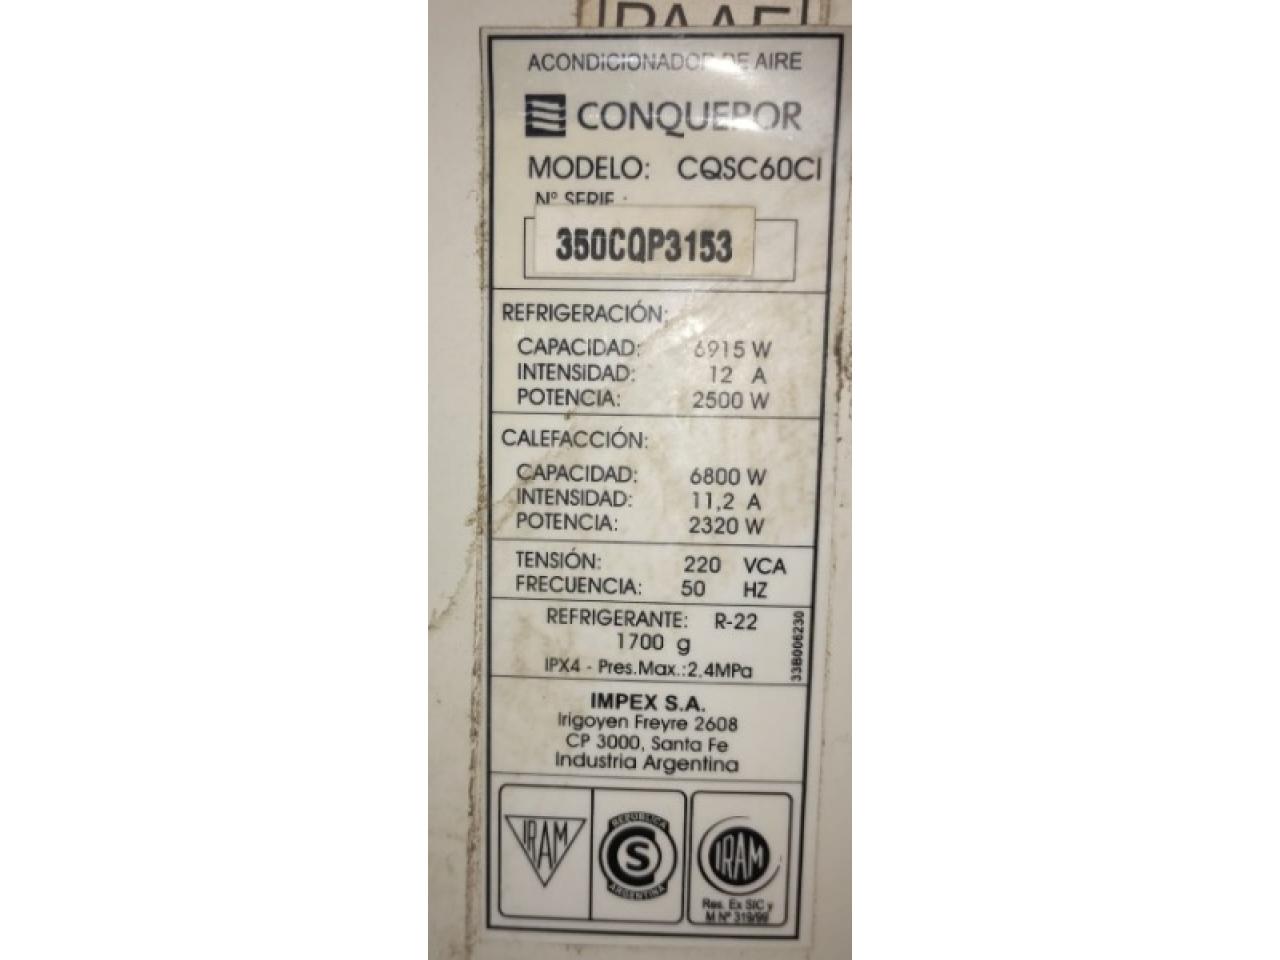 ACONDICIONADOR DE AIRE
CONQUEROR
MODELO: CQSC60CI
Nº SERIE :
350CQP3153
REFRIGERACIÓN:
CAPACIDAD: 6915 W
INTENSIDAD: 12 A
POTENCIA: 2500 W
CALEFACCIÓN:
CAPACIDAD: 6800 W
INTENSIDAD: 11,2 A
POTENCIA: 2320 W
TENSIÓN: 220 VCA
FRECUENCIA: 50 HZ
REFRIGERANTE: R-22
1700 g
IPX4 - Pres.Max.:2,4MPa
33B006230
IMPEX S.A.
Irigoyen Freyre 2608
CP 3000, Santa Fe
Industria Argentina
IRAM
REPUBLICA
S
ARGENTINA
IRAM
Res. Ex SIC y
M Nº 319/99